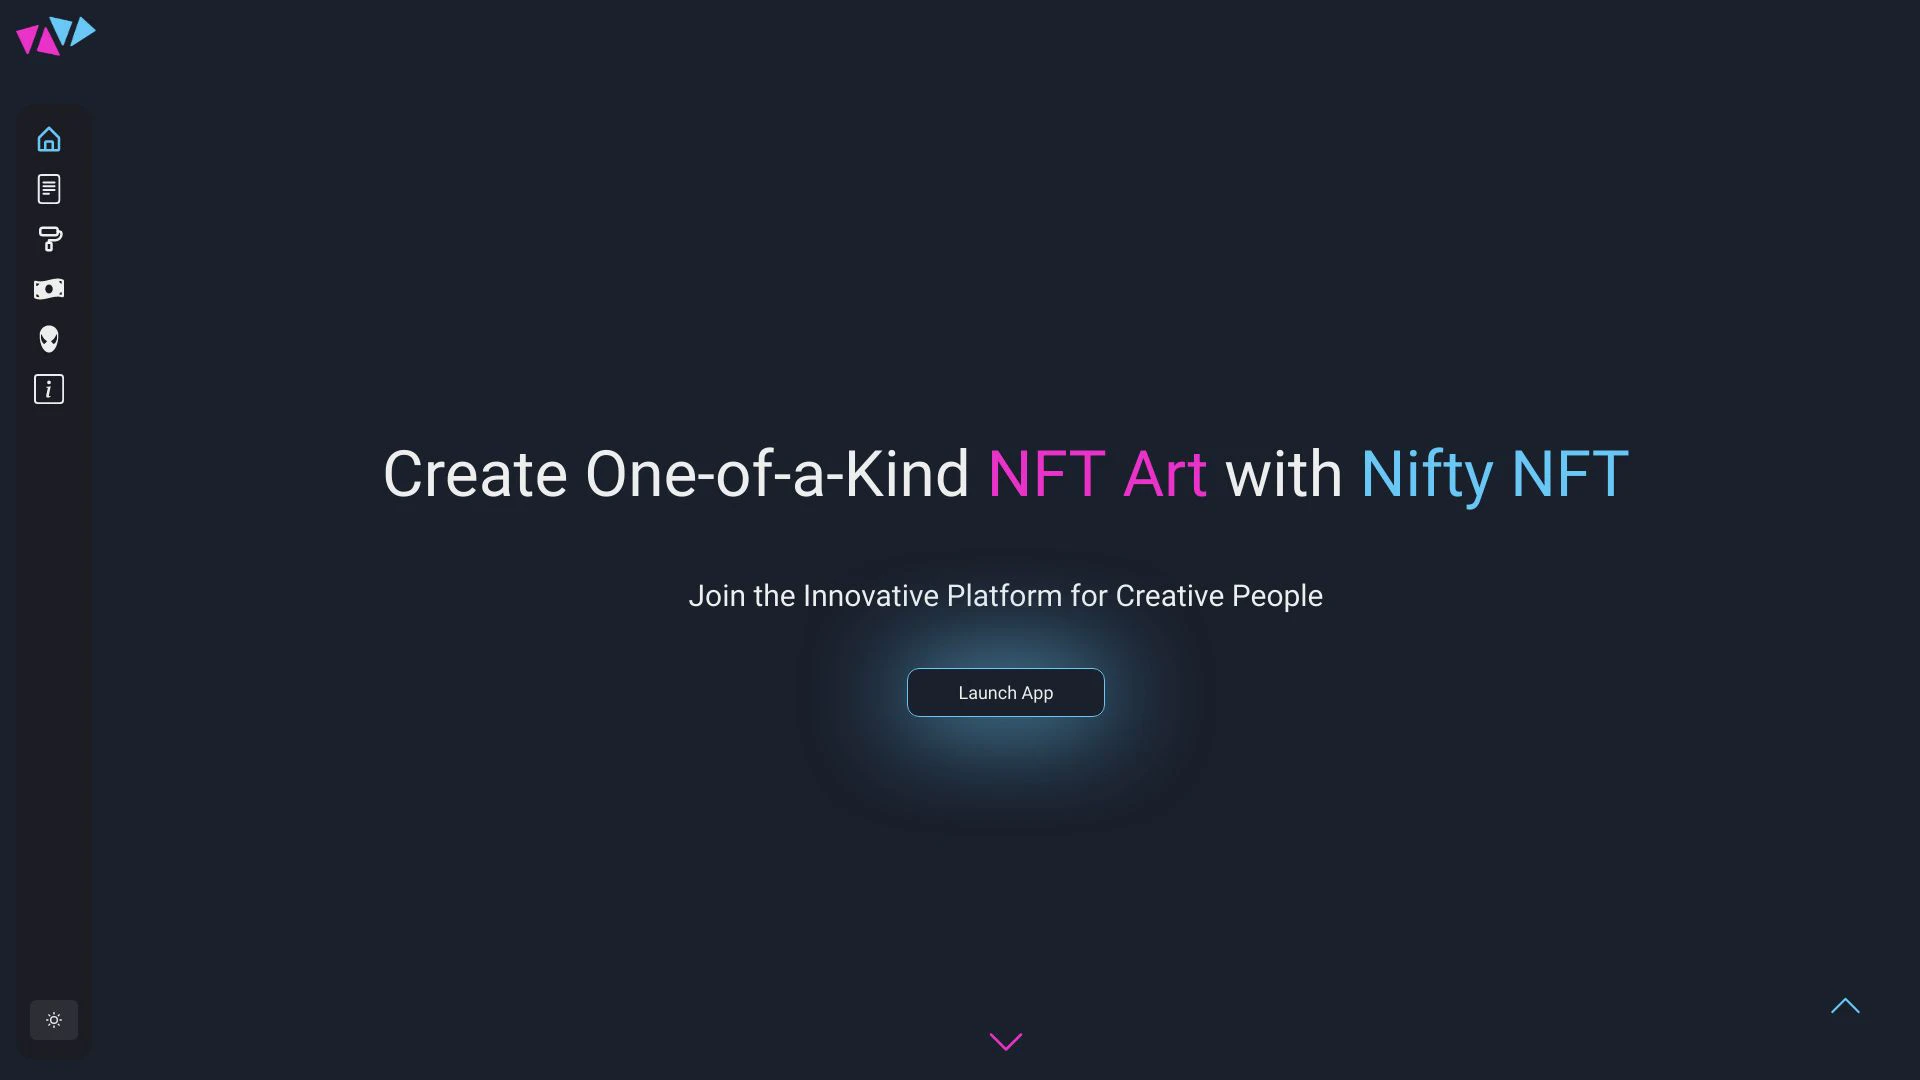 Create One-of-a-Kind NFT Art with Nifty NFT
Join the Innovative Platform for Creative People
Launch App